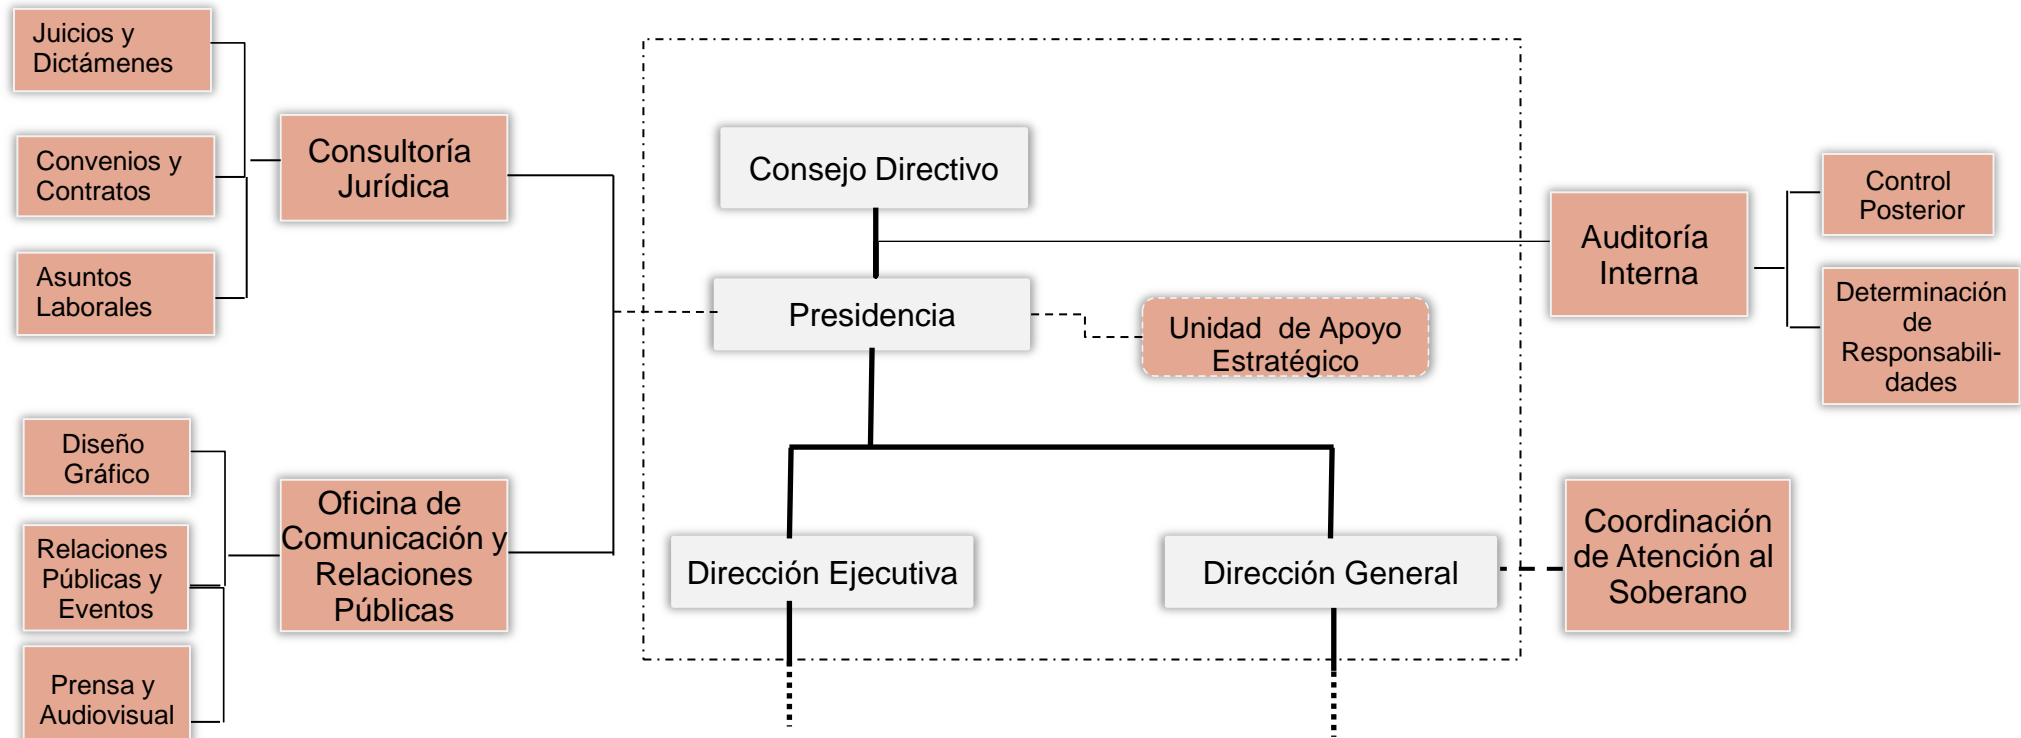 Juicios y
Dictámenes
Convenios y
Contratos
Asuntos
Laborales
Consultoría
Jurídica
Diseño
Gráfico
Relaciones
Públicas y
Eventos
Prensa y
Audiovisual
Oficina de
Comunicación y
Relaciones
Públicas
Consejo Directivo
Presidencia
Unidad de Apoyo
Estratégico
Dirección Ejecutiva
Dirección General
Auditoría
Interna
Control
Posterior
Determinación
de
Responsabili-
dades
Coordinación
de Atención al
Soberano